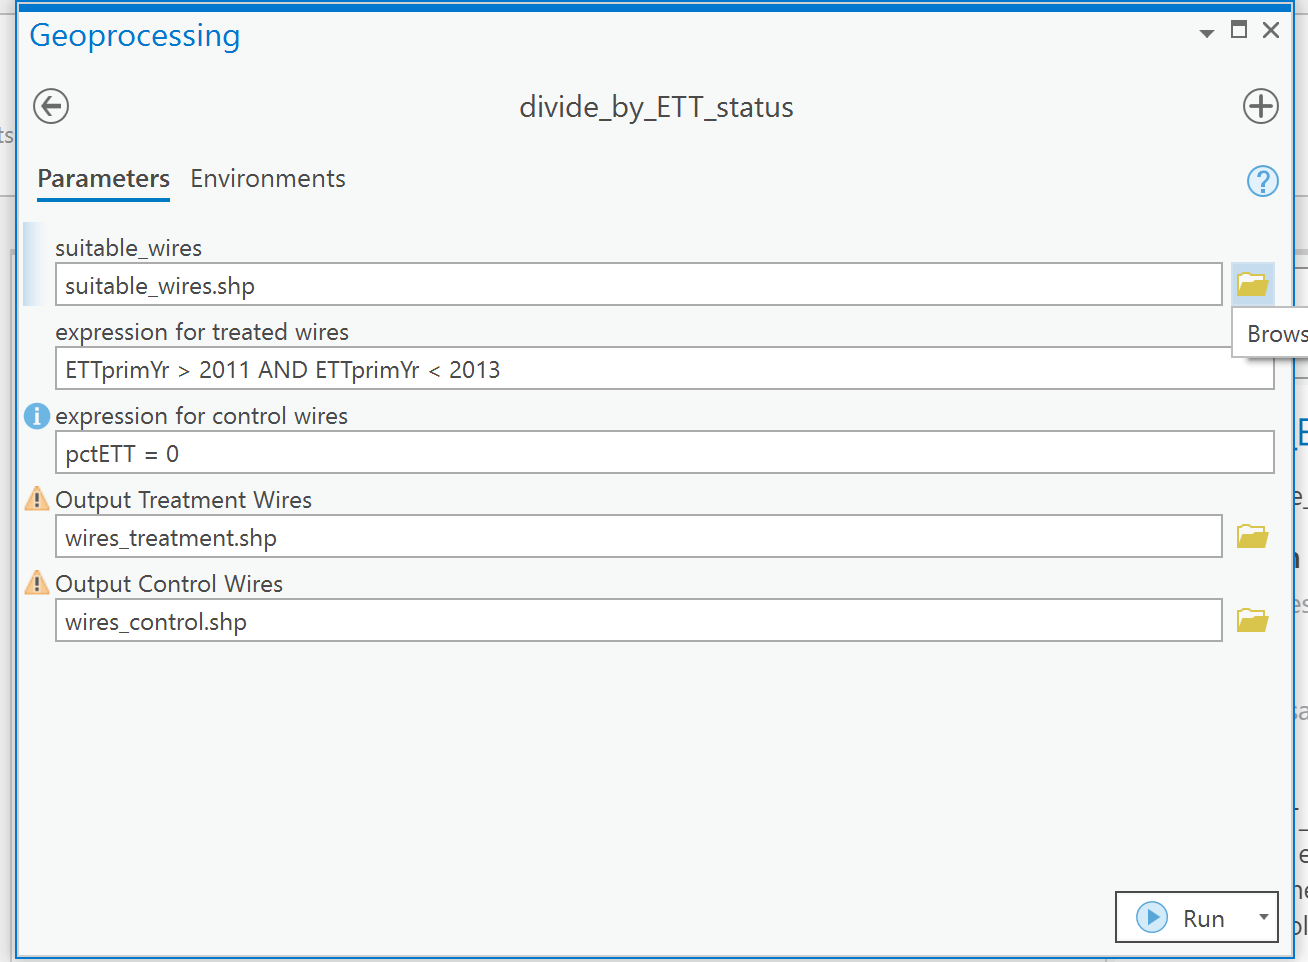 Geoprocessing
divide_by_ETT_status
Parameters Environments
suitable_wires
suitable_wires.shp
Brows
expression for treated wires
ETTprimYr > 2011 AND ETTprimYr < 2013
expression for control wires
pctETT = 0
Output Treatment Wires
wires_treatment.shp
Output Control Wires
wires_control.shp
Run